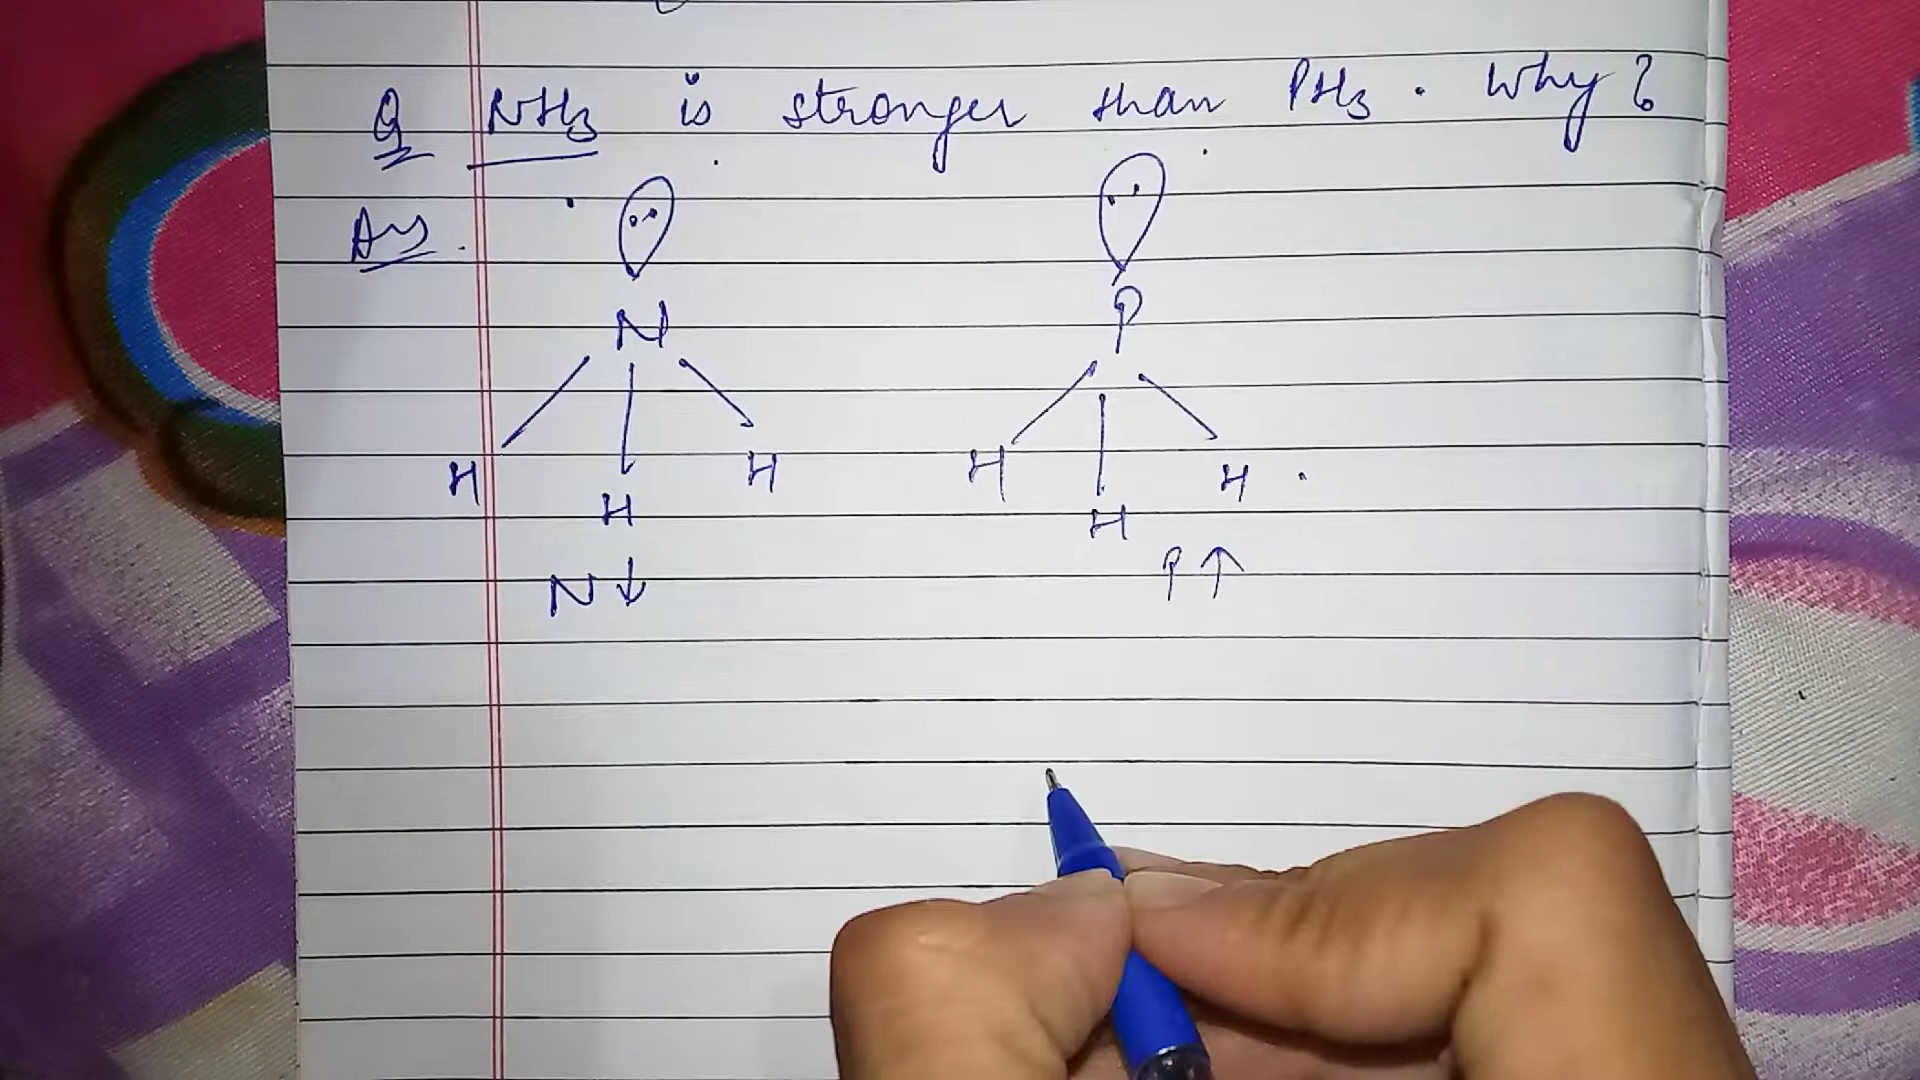 Q NH3 is stronger than PH3. Why?
Ans.
N P
H H H H H H
N↓ P↑